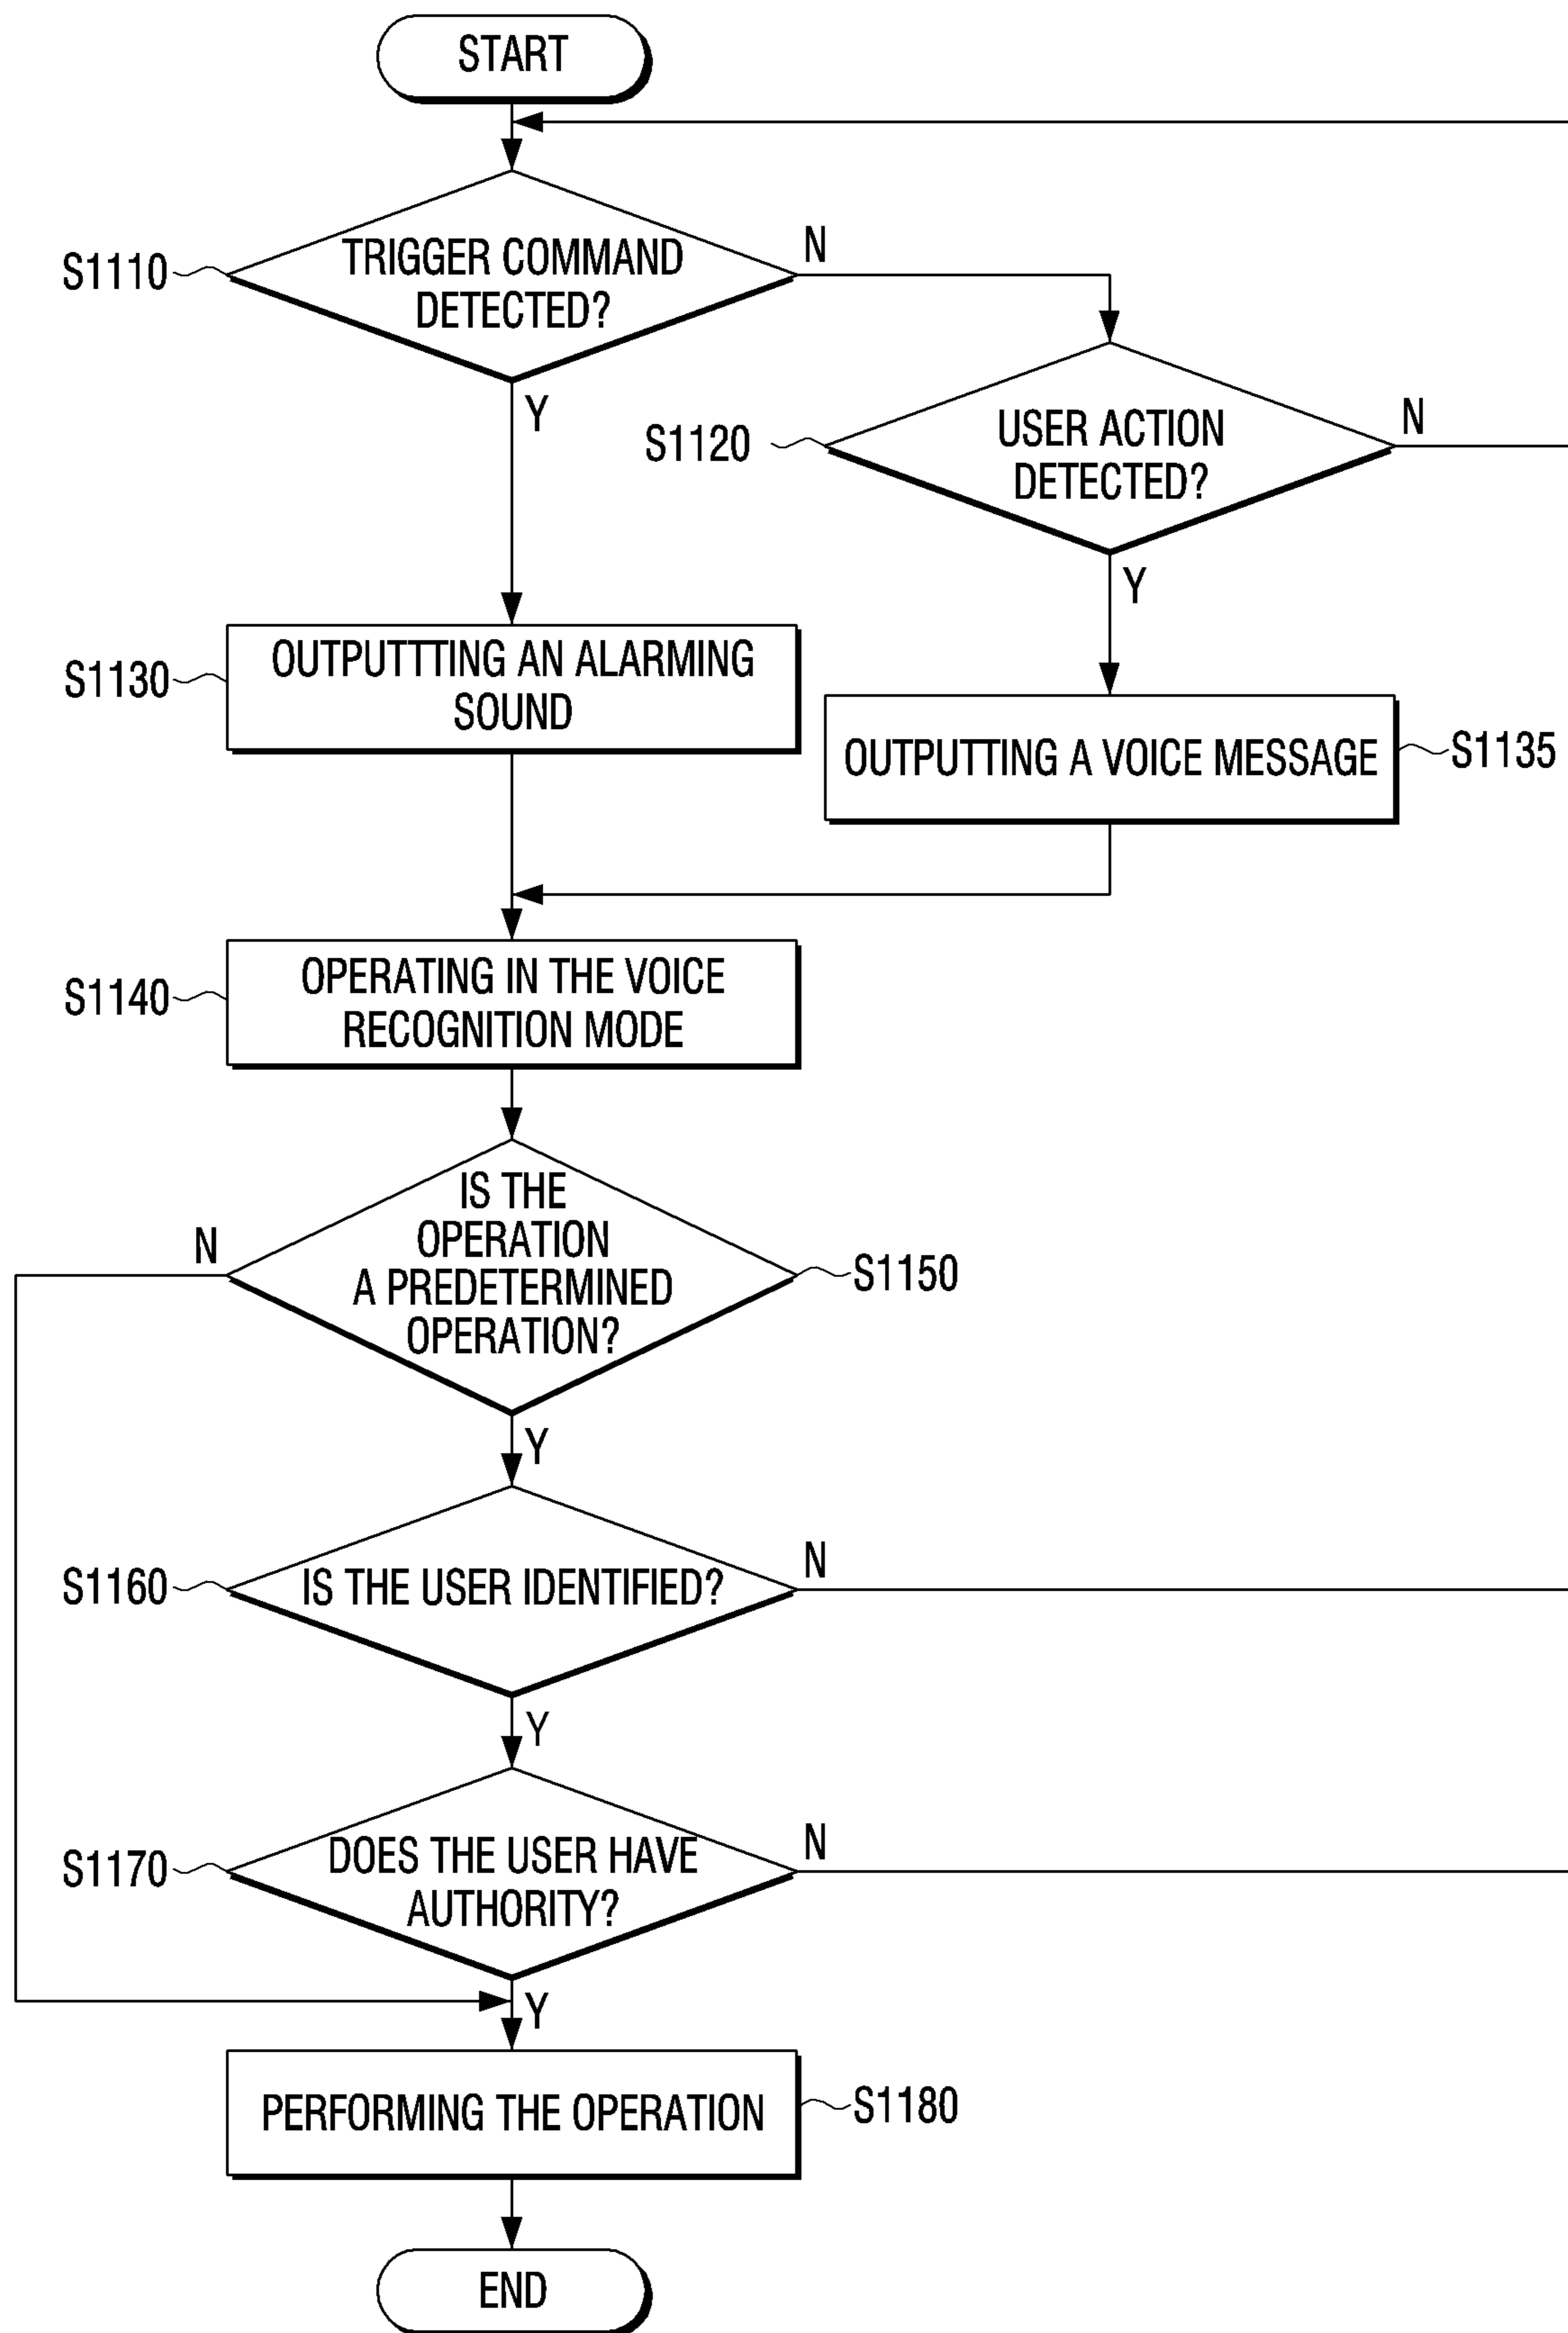 START
S1110
TRIGGER COMMAND
DETECTED?
N
Y
S1120
USER ACTION
DETECTED?
N
Y
S1130
OUTPUTTTING AN ALARMING
SOUND
OUTPUTTING A VOICE MESSAGE
S1135
S1140
OPERATING IN THE VOICE
RECOGNITION MODE
IS THE
OPERATION
A PREDETERMINED
OPERATION?
N
S1150
Y
S1160
IS THE USER IDENTIFIED?
N
Y
S1170
DOES THE USER HAVE
AUTHORITY?
N
Y
PERFORMING THE OPERATION
S1180
END